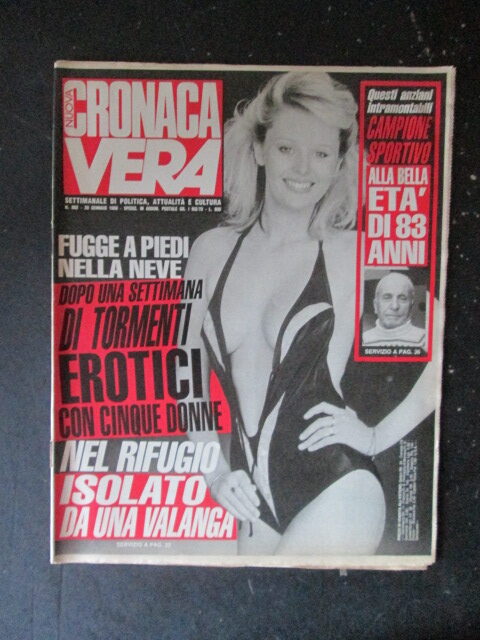 NUOVA
CRONACA
VERA
SETTIMANALE DI POLITICA, ATTUALITÀ E CULTURA
FUGGE A PIEDI
NELLA NEVE
DOPO UNA SETTIMANA
DI TORMENTI
EROTICI
CON CINQUE DONNE
NEL RIFUGIO
ISOLATO
DA UNA VALANGA
SERVIZIO A PAG.
Questi anziani
intramontabili
CAMPIONE
SPORTIVO
ALLA BELLA
ETA'
DI 83
ANNI
SERVIZIO A PAG.